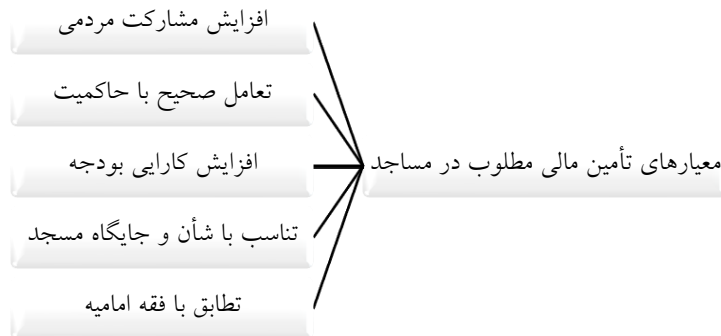 معیارهای تأمین مالی مطلوب در مساجد
افزایش مشارکت مردمی
تعامل صحیح با حاکمیت
افزایش کارایی بودجه
تناسب با شأن و جایگاه مسجد
تطابق با فقه امامیه